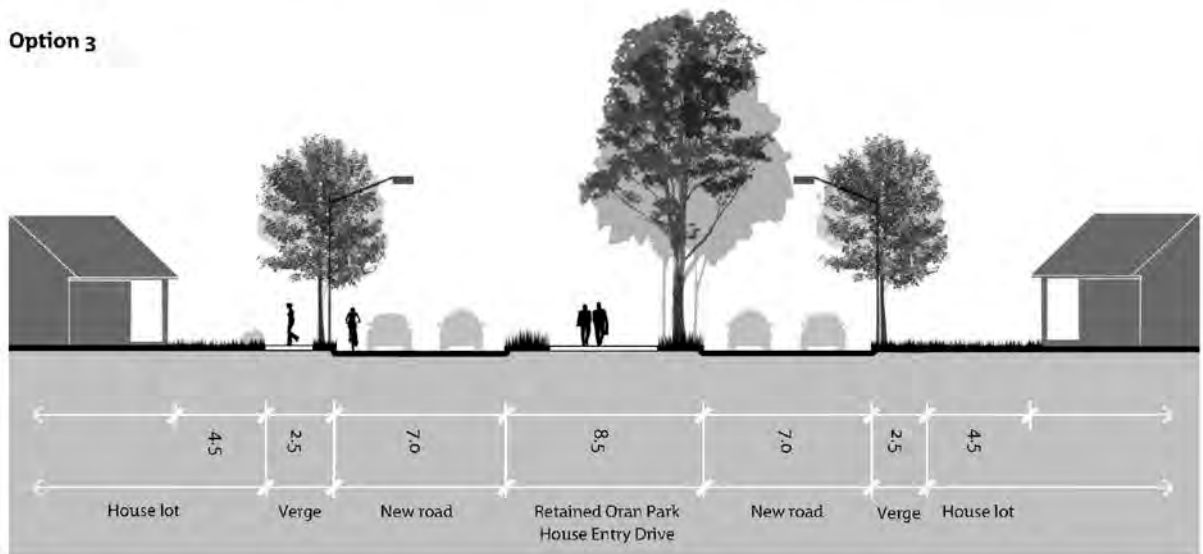 Option 3
4.5
2.5
7.0
8.5
7.0
2.5
4.5
House lot
Verge
New road
Retained Oran Park
House Entry Drive
New road
Verge
House lot